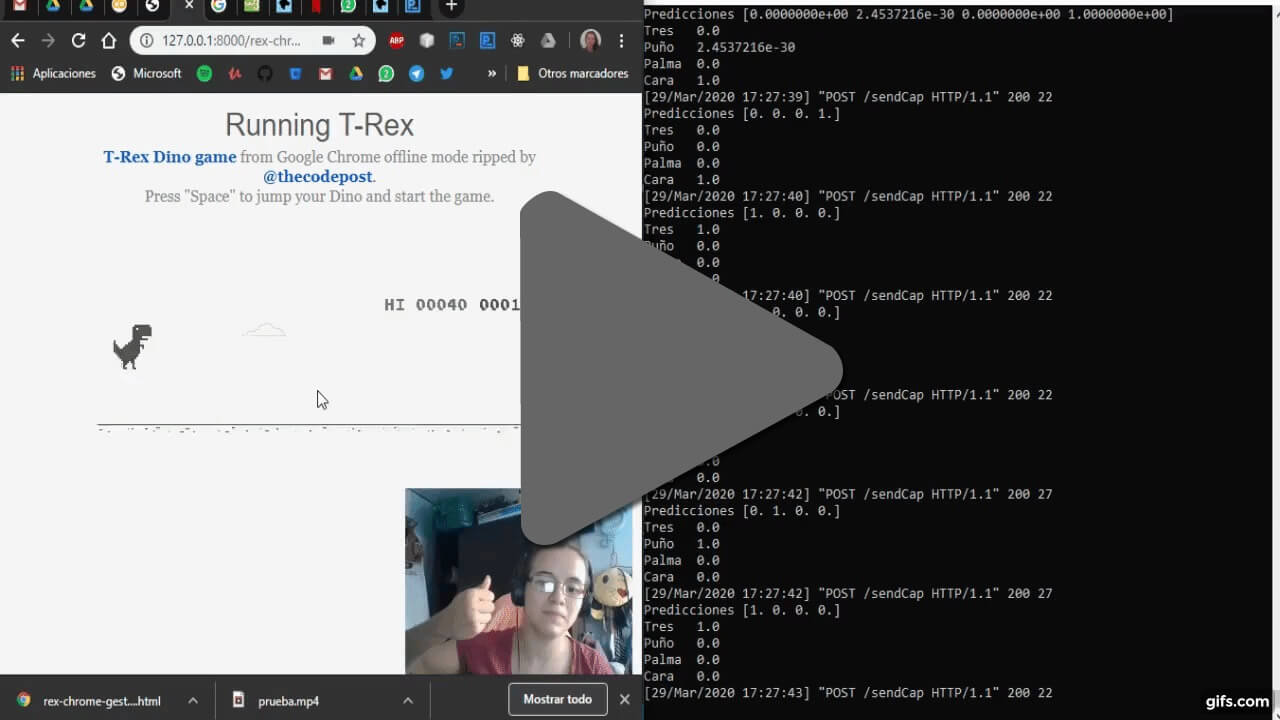 127.0.0.1:8000/rex-chr...
ABP
Aplicaciones
Microsoft
»
Otros marcadores
Running T-Rex
T-Rex Dino game from Google Chrome offline mode ripped by
@thecodepost.
Press "Space" to jump your Dino and start the game.
HI 00040 0001
rex-chrome-gest....html
prueba.mp4
Mostrar todo
Predicciones [0.0000000e+00 2.4537216e-30 0.0000000e+00 1.0000000e+00]
Tres 0.0
Puño 2.4537216e-30
Palma 0.0
Cara 1.0
[29/Mar/2020 17:27:39] "POST /sendCap HTTP/1.1" 200 22
Predicciones [0. 0. 0. 1.]
Tres 0.0
Puño 0.0
Palma 0.0
Cara 1.0
[29/Mar/2020 17:27:40] "POST /sendCap HTTP/1.1" 200 22
Predicciones [1. 0. 0. 0.]
Tres 1.0
Puño 0.0
0.0
17:27:40] "POST /sendCap HTTP/1.1" 200 22
0. 0. 0.]
"POST /sendCap HTTP/1.1" 200 22
0. 0.]
0.0
0.0
[29/Mar/2020 17:27:42] "POST /sendCap HTTP/1.1" 200 27
Predicciones [0. 1. 0. 0.]
Tres 0.0
Puño 1.0
Palma 0.0
Cara 0.0
[29/Mar/2020 17:27:42] "POST /sendCap HTTP/1.1" 200 27
Predicciones [1. 0. 0. 0.]
Tres 1.0
Puño 0.0
Palma 0.0
Cara 0.0
[29/Mar/2020 17:27:43] "POST /sendCap HTTP/1.1" 200 22
gifs.com